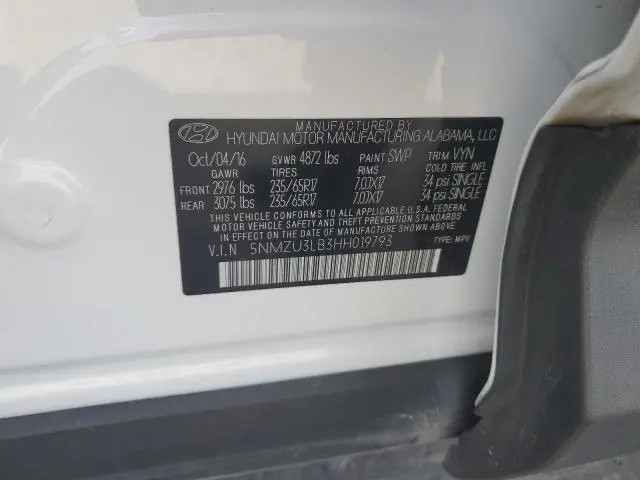 MANUFACTURED BY
HYUNDAI MOTOR MANUFACTURING ALABAMA, LLC
Oct/04/16 GVWR 4872 lbs PAINT SWP TRIM VYN
GAWR TIRES RIMS COLD TIRE INFL
FRONT 2976 lbs 235/65R17 7.0JX17 34 psi SINGLE
REAR 3075 lbs 235/65R17 7.0JX17 34 psi SINGLE
THIS VEHICLE CONFORMS TO ALL APPLICABLE U.S.A. FEDERAL
MOTOR VEHICLE SAFETY AND THEFT PREVENTION STANDARDS
IN EFFECT ON THE DATE OF MANUFACTURE SHOWN ABOVE
V.I.N 5NMZU3LB3HH019793 TYPE: MPV